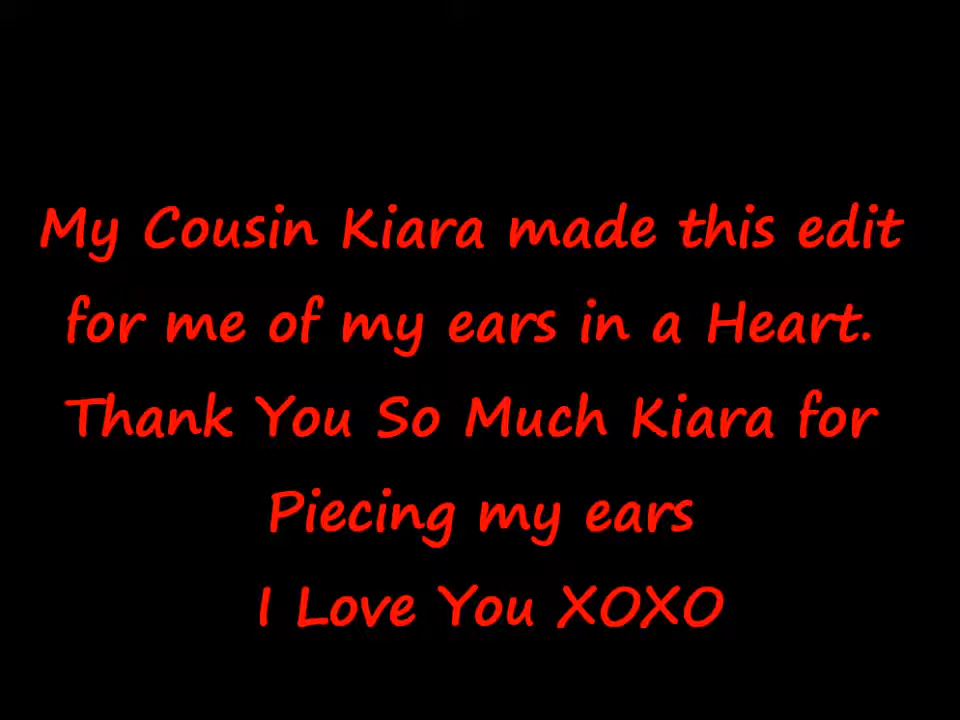 My Cousin Kiara made this edit
for me of my ears in a Heart.
Thank You So Much Kiara for
Piecing my ears
I Love You XOXO